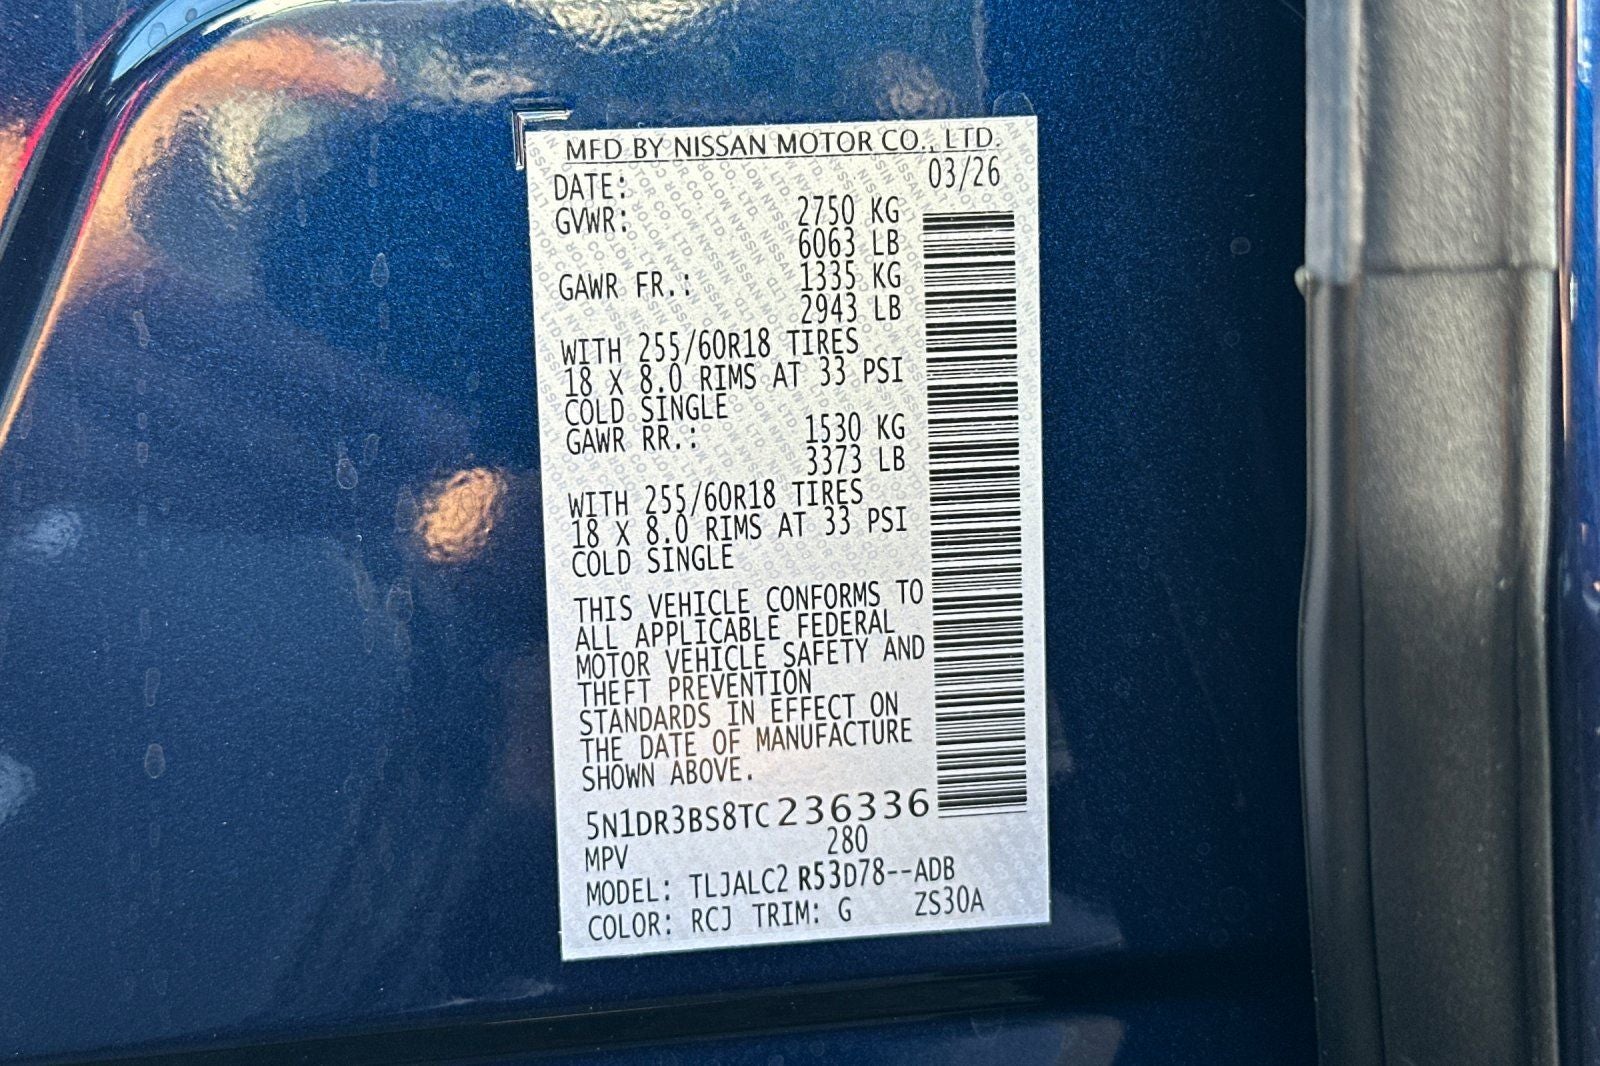 MFD BY NISSAN MOTOR CO., LTD.
DATE: 03/26
GVWR: 2750 KG
6063 LB
GAWR FR.: 1335 KG
2943 LB
WITH 255/60R18 TIRES
18 X 8.0 RIMS AT 33 PSI
COLD SINGLE
GAWR RR.: 1530 KG
3373 LB
WITH 255/60R18 TIRES
18 X 8.0 RIMS AT 33 PSI
COLD SINGLE
THIS VEHICLE CONFORMS TO
ALL APPLICABLE FEDERAL
MOTOR VEHICLE SAFETY AND
THEFT PREVENTION
STANDARDS IN EFFECT ON
THE DATE OF MANUFACTURE
SHOWN ABOVE.
5N1DR3BS8TC236336
MPV 280
MODEL: TLJALC2 R53D78--ADB
COLOR: RCJ TRIM: G ZS30A